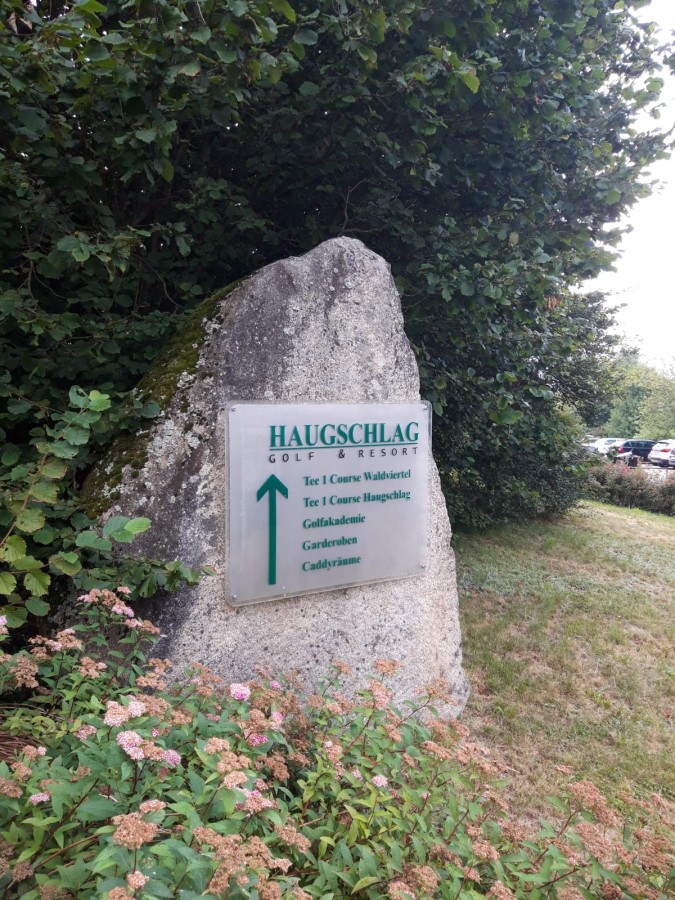 HAUGSCHLAG
GOLF & RESORT
Tee 1 Course Waldviertel
Tee 1 Course Haugschlag
Golfakademie
Garderoben
Caddyräume